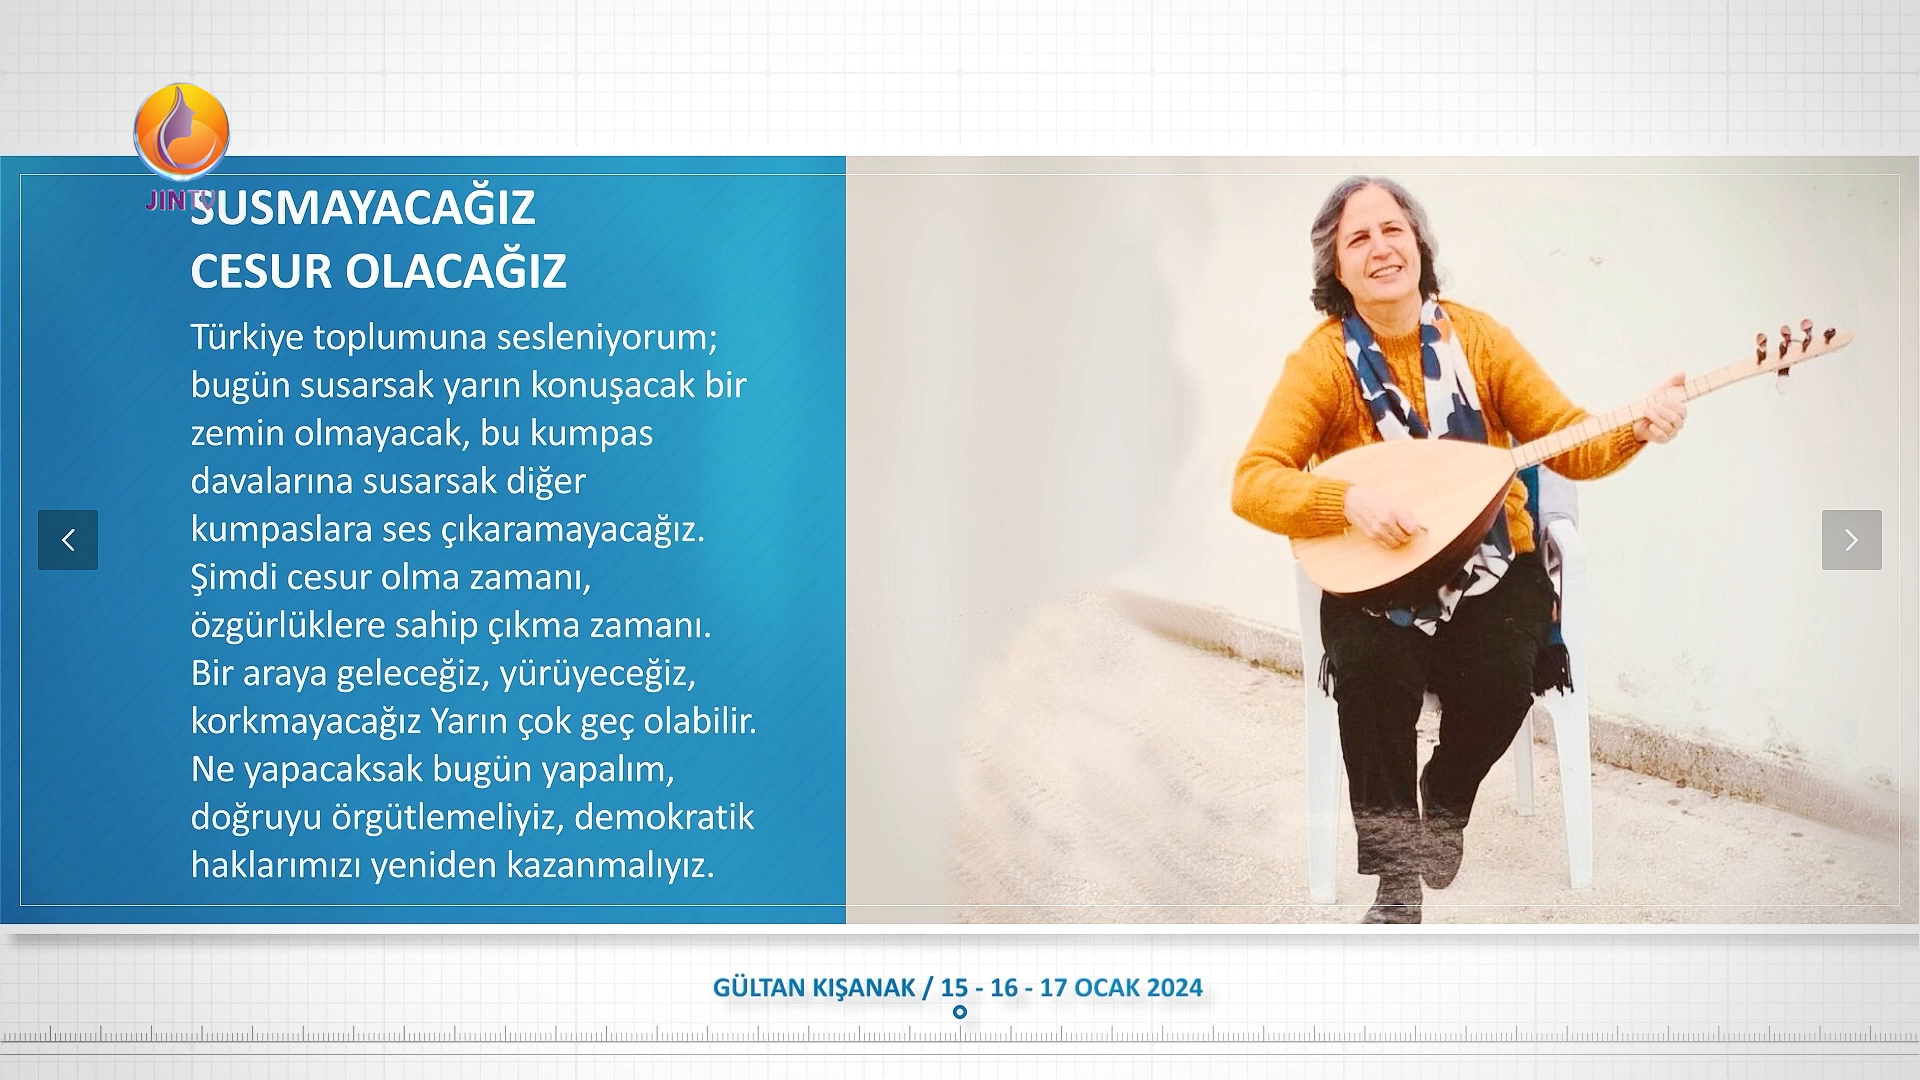 JINTV
SUSMAYACAĞIZ
CESUR OLACAĞIZ
Türkiye toplumuna sesleniyorum;
bugün susarsak yarın konuşacak bir
zemin olmayacak, bu kumpas
davalarına susarsak diğer
kumpaslara ses çıkaramayacağız.
Şimdi cesur olma zamanı,
özgürlüklere sahip çıkma zamanı.
Bir araya geleceğiz, yürüyeceğiz,
korkmayacağız Yarın çok geç olabilir.
Ne yapacaksak bugün yapalım,
doğruyu örgütlemeliyiz, demokratik
haklarımızı yeniden kazanmalıyız.
GÜLTAN KIŞANAK / 15 - 16 - 17 OCAK 2024